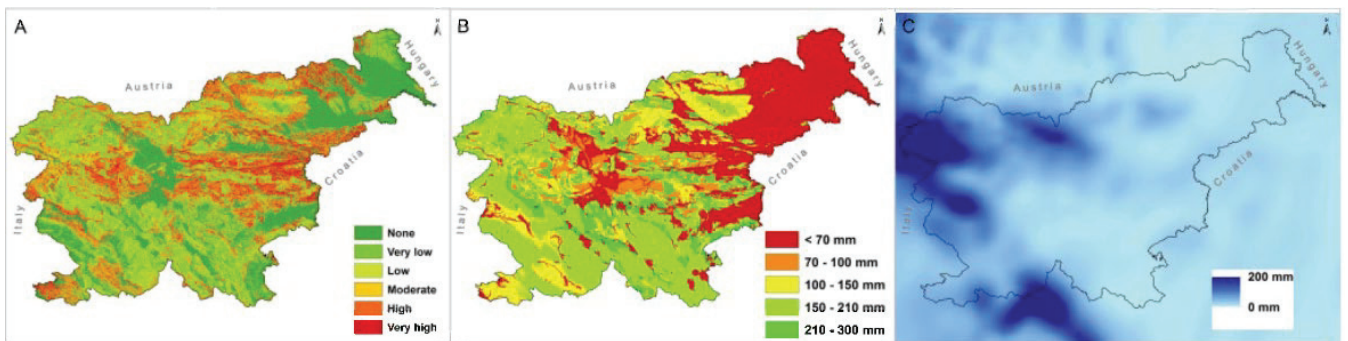 A
N
Austria
Hungary
Croatia
Italy
None
Very low
Low
Moderate
High
Very high
B
N
Austria
Hungary
Croatia
Italy
< 70 mm
70 - 100 mm
100 - 150 mm
150 - 210 mm
210 - 300 mm
C
N
Austria
Hungary
Croatia
Italy
200 mm
0 mm